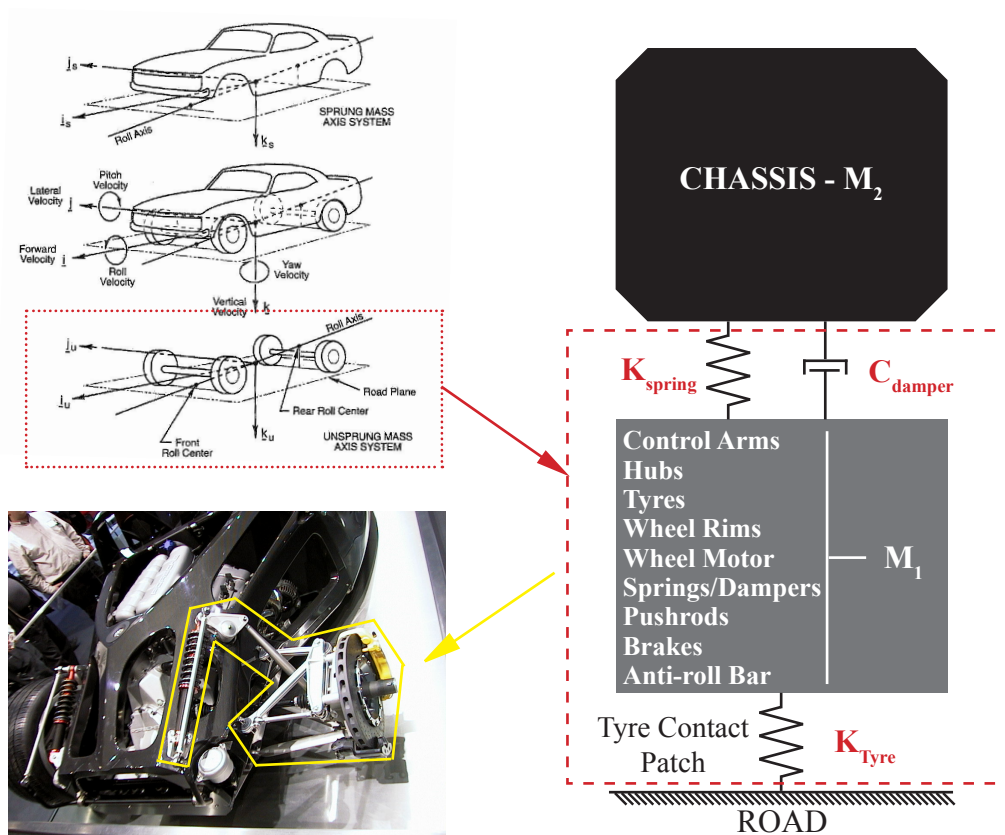 j s
SPRUNG MASS
AXIS SYSTEM
i s
Roll Axis
k s
Pitch
Velocity
Lateral
Velocity
j
Forward
Velocity
i
Roll
Velocity
Yaw
Velocity
Vertical
Velocity
k
Roll Axis
j u
Road Plane
i u
Rear Roll Center
Front
Roll Center
k u
UNSPRUNG MASS
AXIS SYSTEM
CHASSIS - M2
Kspring
Cdamper
Control Arms
Hubs
Tyres
Wheel Rims
Wheel Motor
Springs/Dampers
Pushrods
Brakes
Anti-roll Bar
M1
Tyre Contact
Patch
KTyre
ROAD